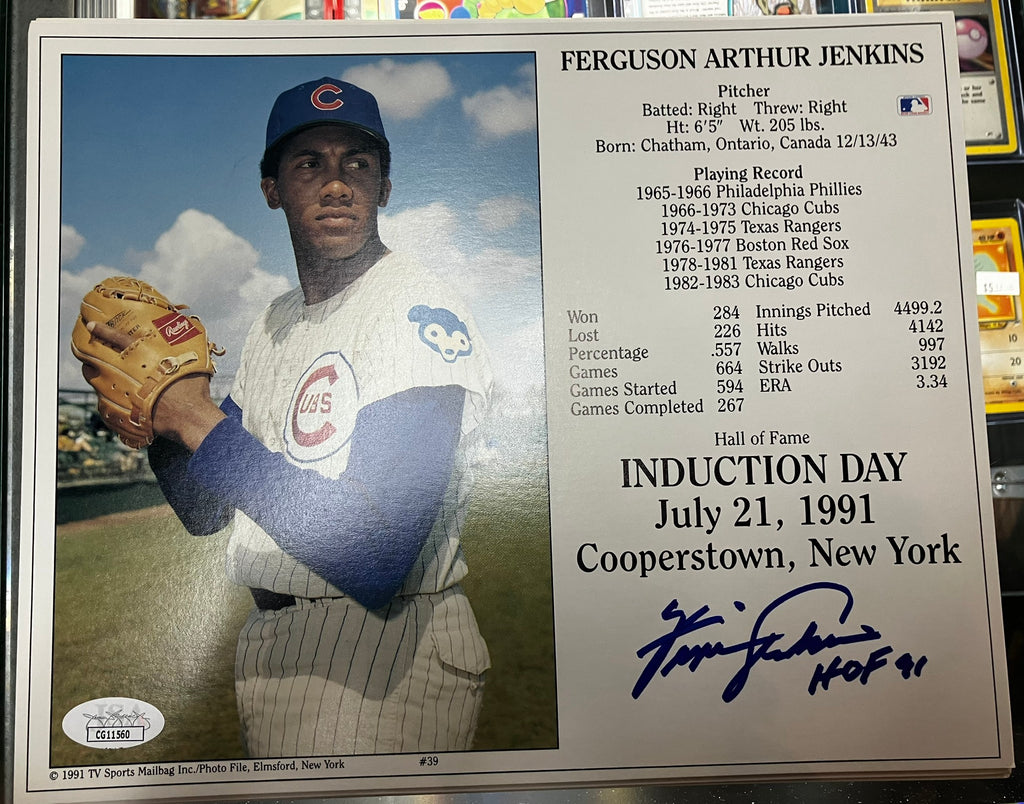 FERGUSON ARTHUR JENKINS
Pitcher
Batted: Right Threw: Right
Ht: 6'5" Wt. 205 lbs.
Born: Chatham, Ontario, Canada 12/13/43
Playing Record
1965-1966 Philadelphia Phillies
1966-1973 Chicago Cubs
1974-1975 Texas Rangers
1976-1977 Boston Red Sox
1978-1981 Texas Rangers
1982-1983 Chicago Cubs
Won 284 Innings Pitched 4499.2
Lost 226 Hits 4142
Percentage .557 Walks 997
Games 664 Strike Outs 3192
Games Started 594 ERA 3.34
Games Completed 267
Hall of Fame
INDUCTION DAY
July 21, 1991
Cooperstown, New York
Fergie Jenkins
HOF 91
C
Rawlings
CUBS
JSA
CG11560
© 1991 TV Sports Mailbag Inc./Photo File, Elmsford, New York #39
10
20